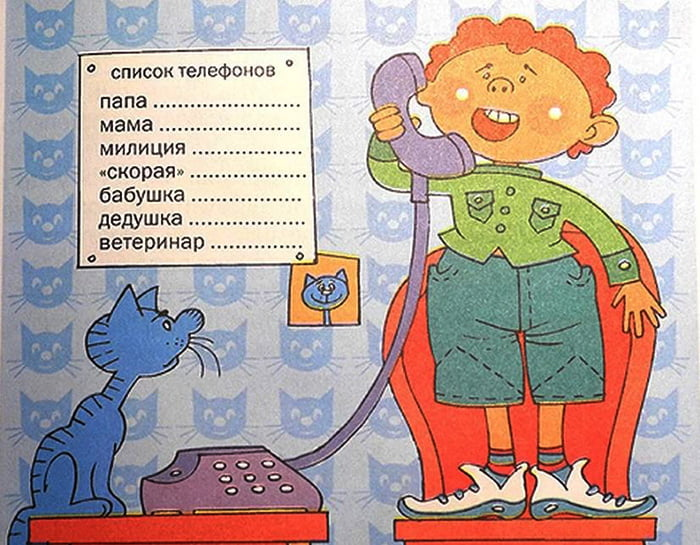 список телефонов
папа ........................
мама .......................
милиция .................
«скорая» ..................
бабушка ..................
дедушка ..................
ветеринар ..............